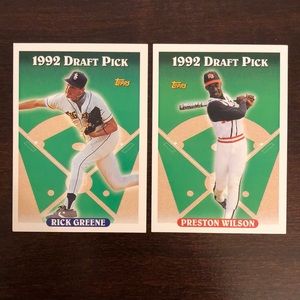 1992 DRAFT PICK
Topps
RICK GREENE
1992 DRAFT PICK
Topps
PRESTON WILSON